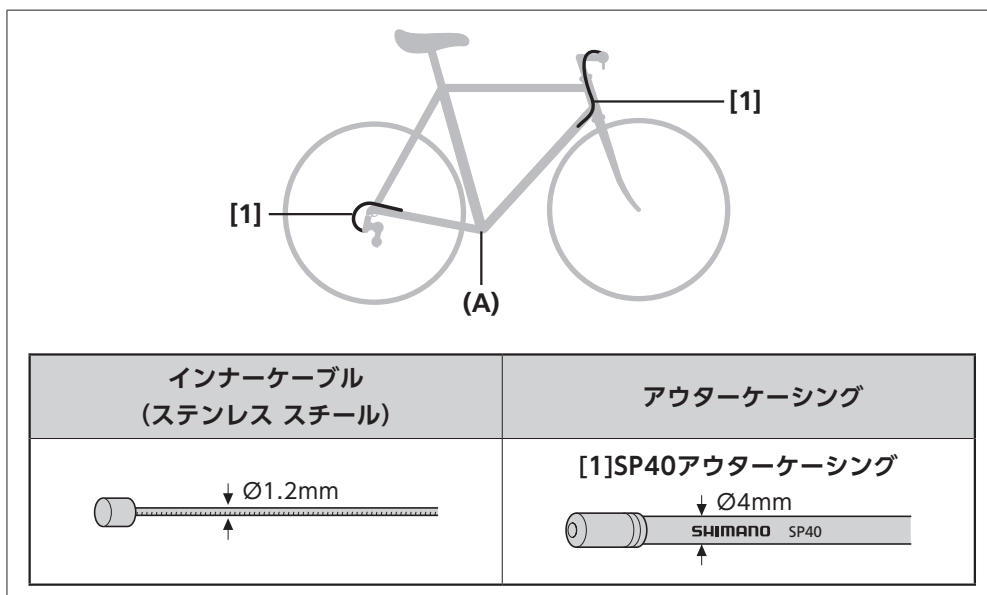 [1]
[1]
(A)
インナーケーブル
（ステンレス スチール）
アウターケーシング
Ø1.2mm
[1]SP40アウターケーシング
Ø4mm
SHIMANO SP40